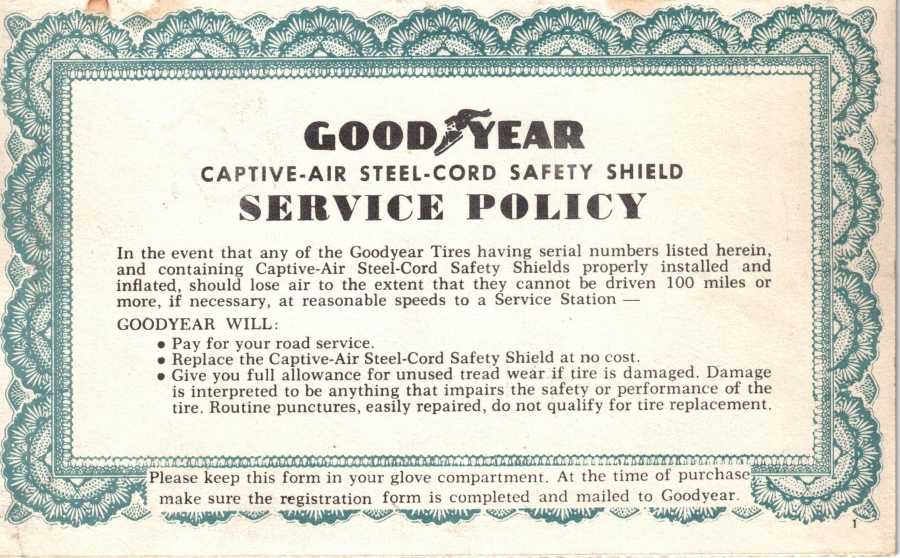 GOODYEAR
CAPTIVE-AIR STEEL-CORD SAFETY SHIELD
SERVICE POLICY
In the event that any of the Goodyear Tires having serial numbers listed herein,
and containing Captive-Air Steel-Cord Safety Shields properly installed and
inflated, should lose air to the extent that they cannot be driven 100 miles or
more, if necessary, at reasonable speeds to a Service Station —
GOODYEAR WILL:
• Pay for your road service.
• Replace the Captive-Air Steel-Cord Safety Shield at no cost.
• Give you full allowance for unused tread wear if tire is damaged. Damage
is interpreted to be anything that impairs the safety or performance of the
tire. Routine punctures, easily repaired, do not qualify for tire replacement.
Please keep this form in your glove compartment. At the time of purchase
make sure the registration form is completed and mailed to Goodyear.
1